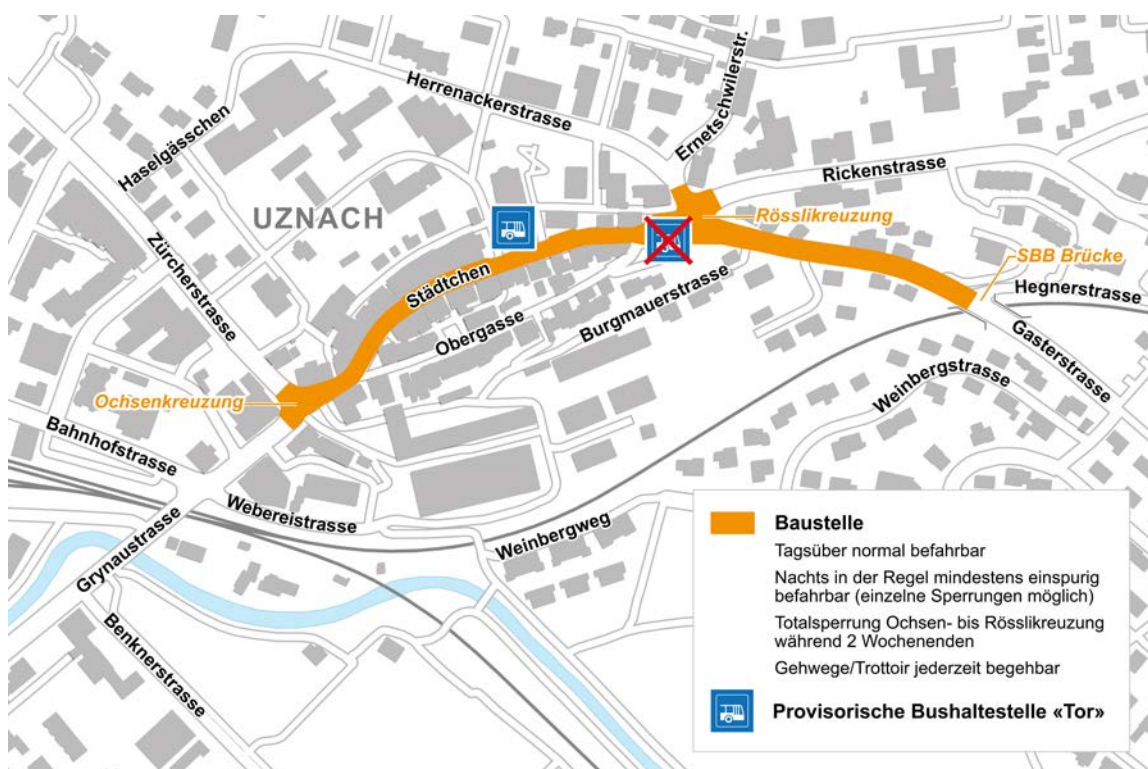 Haselgässchen
Herrenackerstrasse
Ernetschwilerstr.
Rickenstrasse
UZNACH
Rösslikreuzung
Zürcherstrasse
Städtchen
SBB Brücke
Hegnerstrasse
Burgmauerstrasse
Obergasse
Gasterstrasse
Weinbergstrasse
Ochsenkreuzung
Bahnhofstrasse
Webereistrasse
Weinbergweg
Grynaustrasse
Benknerstrasse
Baustelle
Tagsüber normal befahrbar
Nachts in der Regel mindestens einspurig
befahrbar (einzelne Sperrungen möglich)
Totalsperrung Ochsen- bis Rösslikreuzung
während 2 Wochenenden
Gehwege/Trottoir jederzeit begehbar
Provisorische Bushaltestelle «Tor»